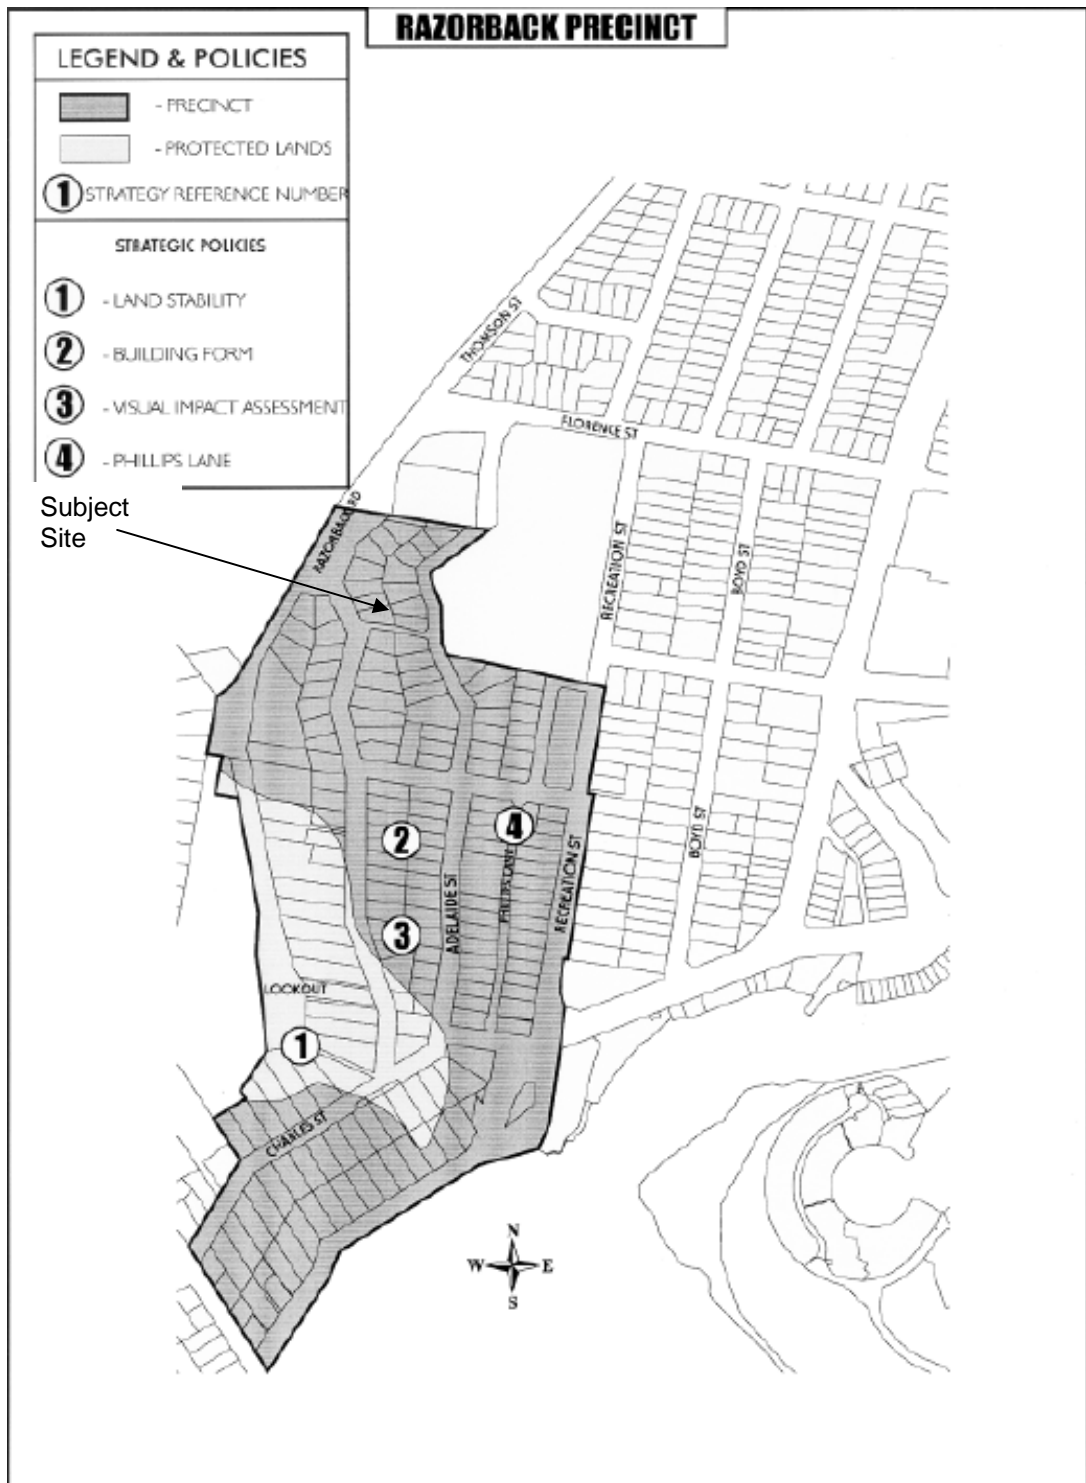 RAZORBACK PRECINCT
LEGEND & POLICIES
- PRECINCT
- PROTECTED LANDS
1 STRATEGY REFERENCE NUMBER
STRATEGIC POLICIES
1 - LAND STABILITY
2 - BUILDING FORM
3 - VISUAL IMPACT ASSESSMENT
4 - PHILLIPS LANE
Subject
Site
THOMSON ST
FLORENCE ST
RAZORBACK RD
RECREATION ST
BOYD ST
2
4
BOYD ST
3
ADELAIDE ST
PHILLIPS LANE
RECREATION ST
LOOKOUT
1
CHARLES ST
N
W E
S